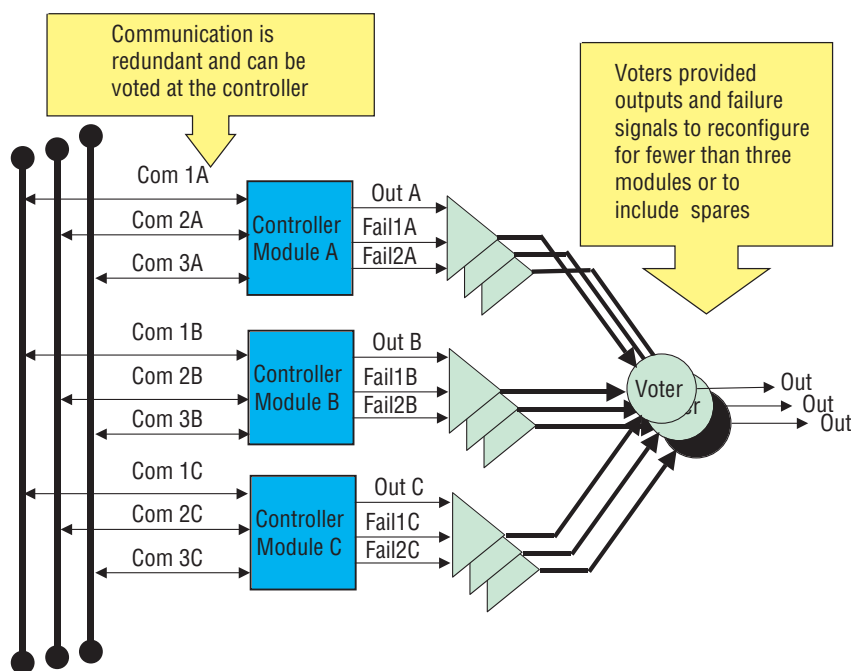 Communication is
redundant and can be
voted at the controller
Voters provided
outputs and failure
signals to reconfigure
for fewer than three
modules or to
include spares
Com 1A
Com 2A
Com 3A
Controller
Module A
Out A
Fail1A
Fail2A
Com 1B
Com 2B
Com 3B
Controller
Module B
Out B
Fail1B
Fail2B
Com 1C
Com 2C
Com 3C
Controller
Module C
Out C
Fail1C
Fail2C
Voter
er
Out
Out
Out